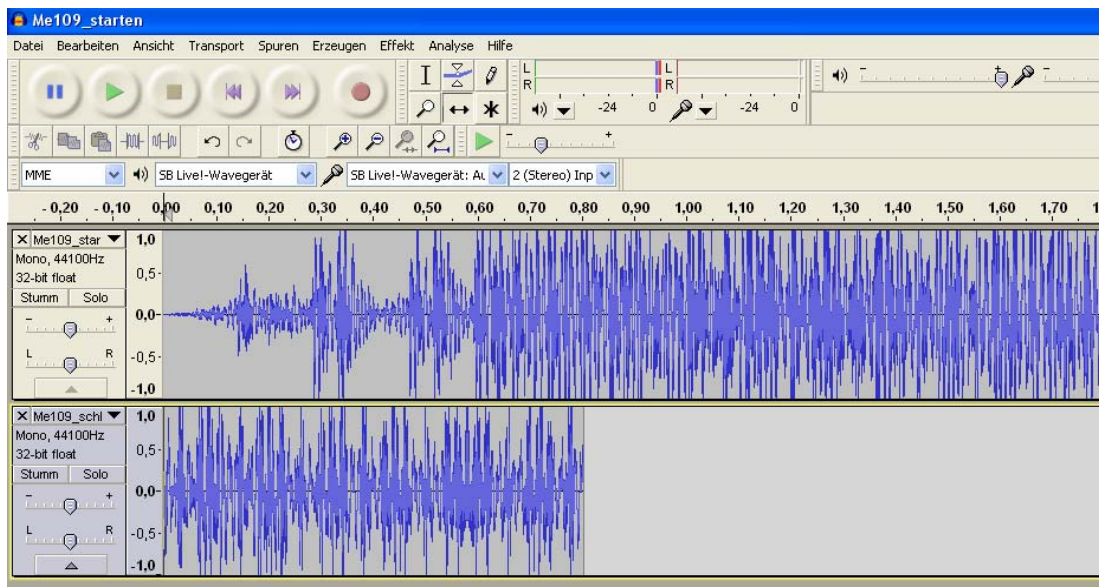 Me109_starten
Datei Bearbeiten Ansicht Transport Spuren Erzeugen Effekt Analyse Hilfe
L
R
-24 0
L
R
-24 0
- +
MME SB Live!-Wavegerät SB Live!-Wavegerät: Au 2 (Stereo) Inp
- 0,20 - 0,10 0,00 0,10 0,20 0,30 0,40 0,50 0,60 0,70 0,80 0,90 1,00 1,10 1,20 1,30 1,40 1,50 1,60 1,70 1
X Me109_star
Mono, 44100Hz
32-bit float
Stumm Solo
- +
L R
1,0
0,5-
0,0-
-0,5-
-1,0
X Me109_schl
Mono, 44100Hz
32-bit float
Stumm Solo
- +
L R
1,0
0,5-
0,0-
-0,5-
-1,0